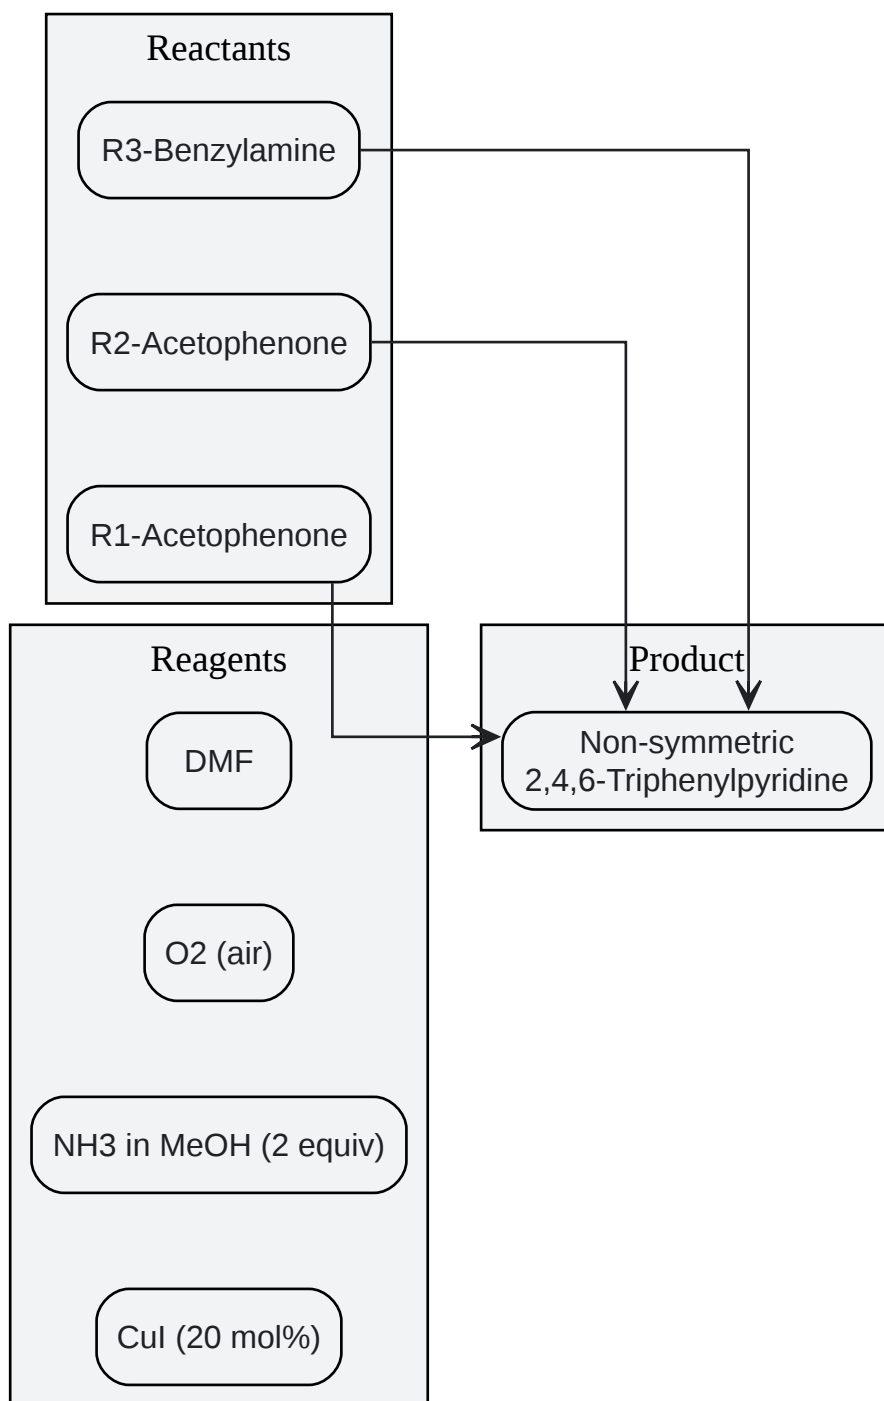 Reactants
R3-Benzylamine
R2-Acetophenone
R1-Acetophenone
Reagents
DMF
O2 (air)
NH3 in MeOH (2 equiv)
CuI (20 mol%)
Product
Non-symmetric
2,4,6-Triphenylpyridine